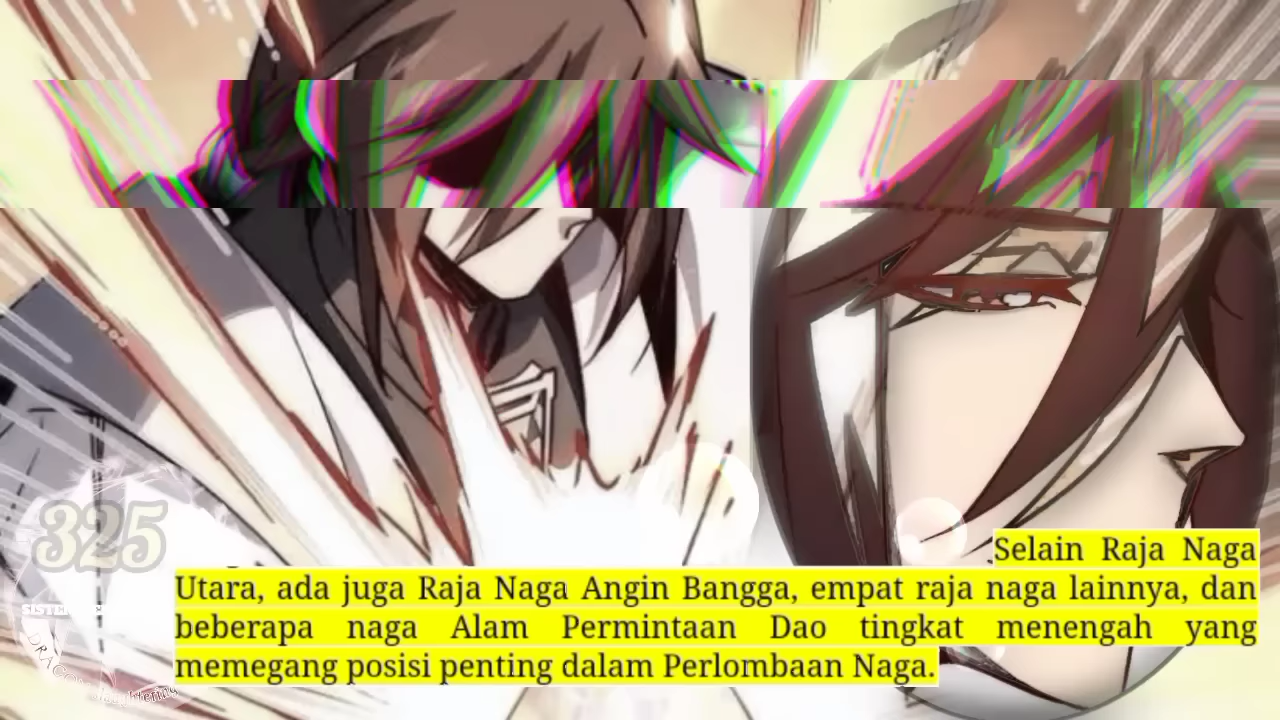 325
Selain Raja Naga
Utara, ada juga Raja Naga Angin Bangga, empat raja naga lainnya, dan
beberapa naga Alam Permintaan Dao tingkat menengah yang
memegang posisi penting dalam Perlombaan Naga.